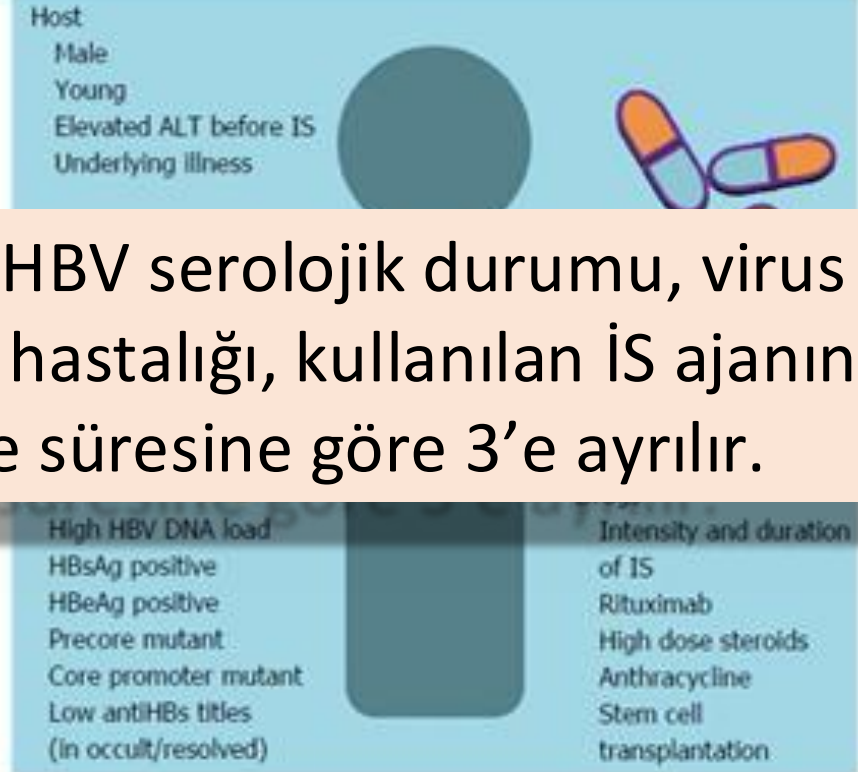 Host
Male
Young
Elevated ALT before IS
Underlying illness
HBV serolojik durumu, virus
hastalığı, kullanılan İS ajanın
e süresine göre 3’e ayrılır.
High HBV DNA load
HBsAg positive
HBeAg positive
Precore mutant
Core promoter mutant
Low antiHBs titles
(in occult/resolved)
Intensity and duration
of IS
Rituximab
High dose steroids
Anthracycline
Stem cell
transplantation